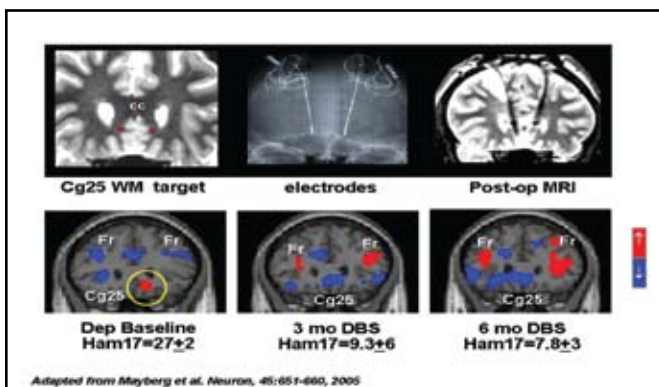 cc
Cg25 WM target
electrodes
Post-op MRI
Fr Fr
Cg25
Fr Fr
Cg25
Fr Fr
Cg25
Dep Baseline
Ham17=27±2
3 mo DBS
Ham17=9.3±6
6 mo DBS
Ham17=7.8±3
Adapted from Mayberg et al. Neuron, 45:651-660, 2005